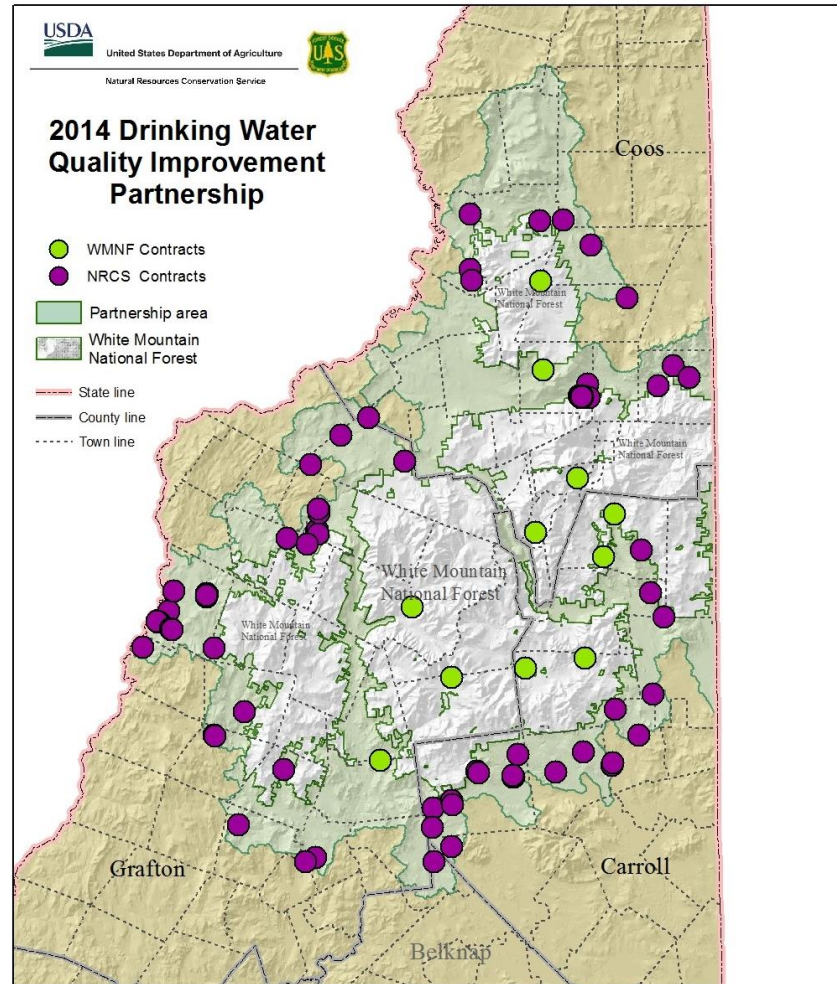 USDA
United States Department of Agriculture
Natural Resources Conservation Service
U S
2014 Drinking Water
Quality Improvement
Partnership
WMNF Contracts
NRCS Contracts
Partnership area
White Mountain
National Forest
State line
County line
Town line
Coos
White Mountain
National Forest
White Mountain
National Forest
White Mountain
National Forest
White Mountain
National Forest
Grafton
Carroll
Belknap